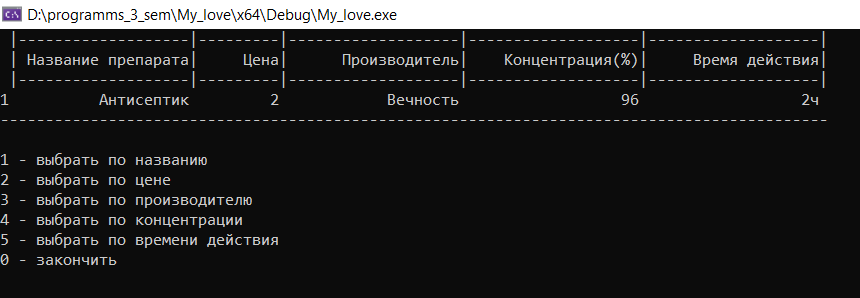 D:\programms_3_sem\My_love\x64\Debug\My_love.exe
|-------------------|---------|-------------------|-------------------|-------------------|
| Название препарата|     Цена|      Производитель|   Концентрация(%)|     Время действия|
|-------------------|---------|-------------------|-------------------|-------------------|
1          Антисептик         2            Вечность                  96                  2ч
--------------------------------------------------------------------------------------------
1 - выбрать по названию
2 - выбрать по цене
3 - выбрать по производителю
4 - выбрать по концентрации
5 - выбрать по времени действия
0 - закончить